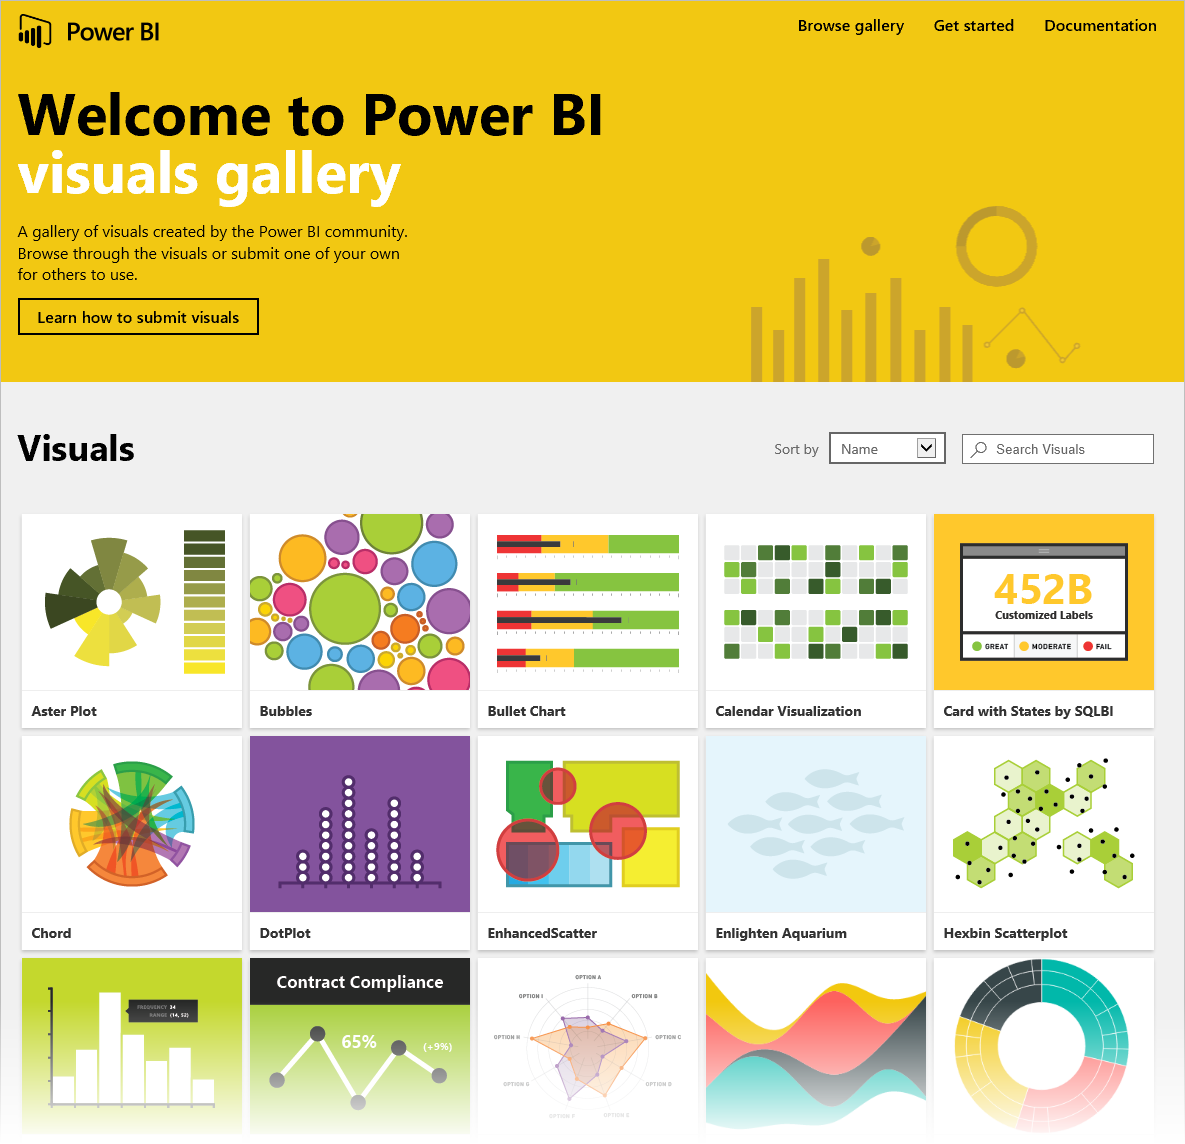 Power BI
Browse gallery
Get started
Documentation
Welcome to Power BI
visuals gallery
A gallery of visuals created by the Power BI community.
Browse through the visuals or submit one of your own
for others to use.
Learn how to submit visuals
Visuals
Sort by
Name
Search Visuals
452B
Customized Labels
GREAT
MODERATE
FAIL
Aster Plot
Bubbles
Bullet Chart
Calendar Visualization
Card with States by SQLBI
Chord
DotPlot
EnhancedScatter
Enlighten Aquarium
Hexbin Scatterplot
FREQUENCY 34
RANGE (14, 52)
Contract Compliance
65%
(+9%)
OPTION A
OPTION I
OPTION B
OPTION H
OPTION C
OPTION G
OPTION D
OPTION F
OPTION E